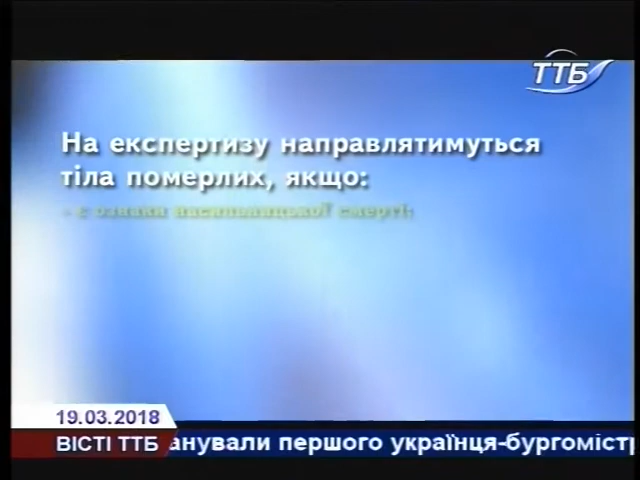 ТТБ
На експертизу направлятимуться
тіла померлих, якщо:
- є ознаки насильницької смерті;
19.03.2018
ВІСТІ ТТБ
анували першого українця-бургомістр